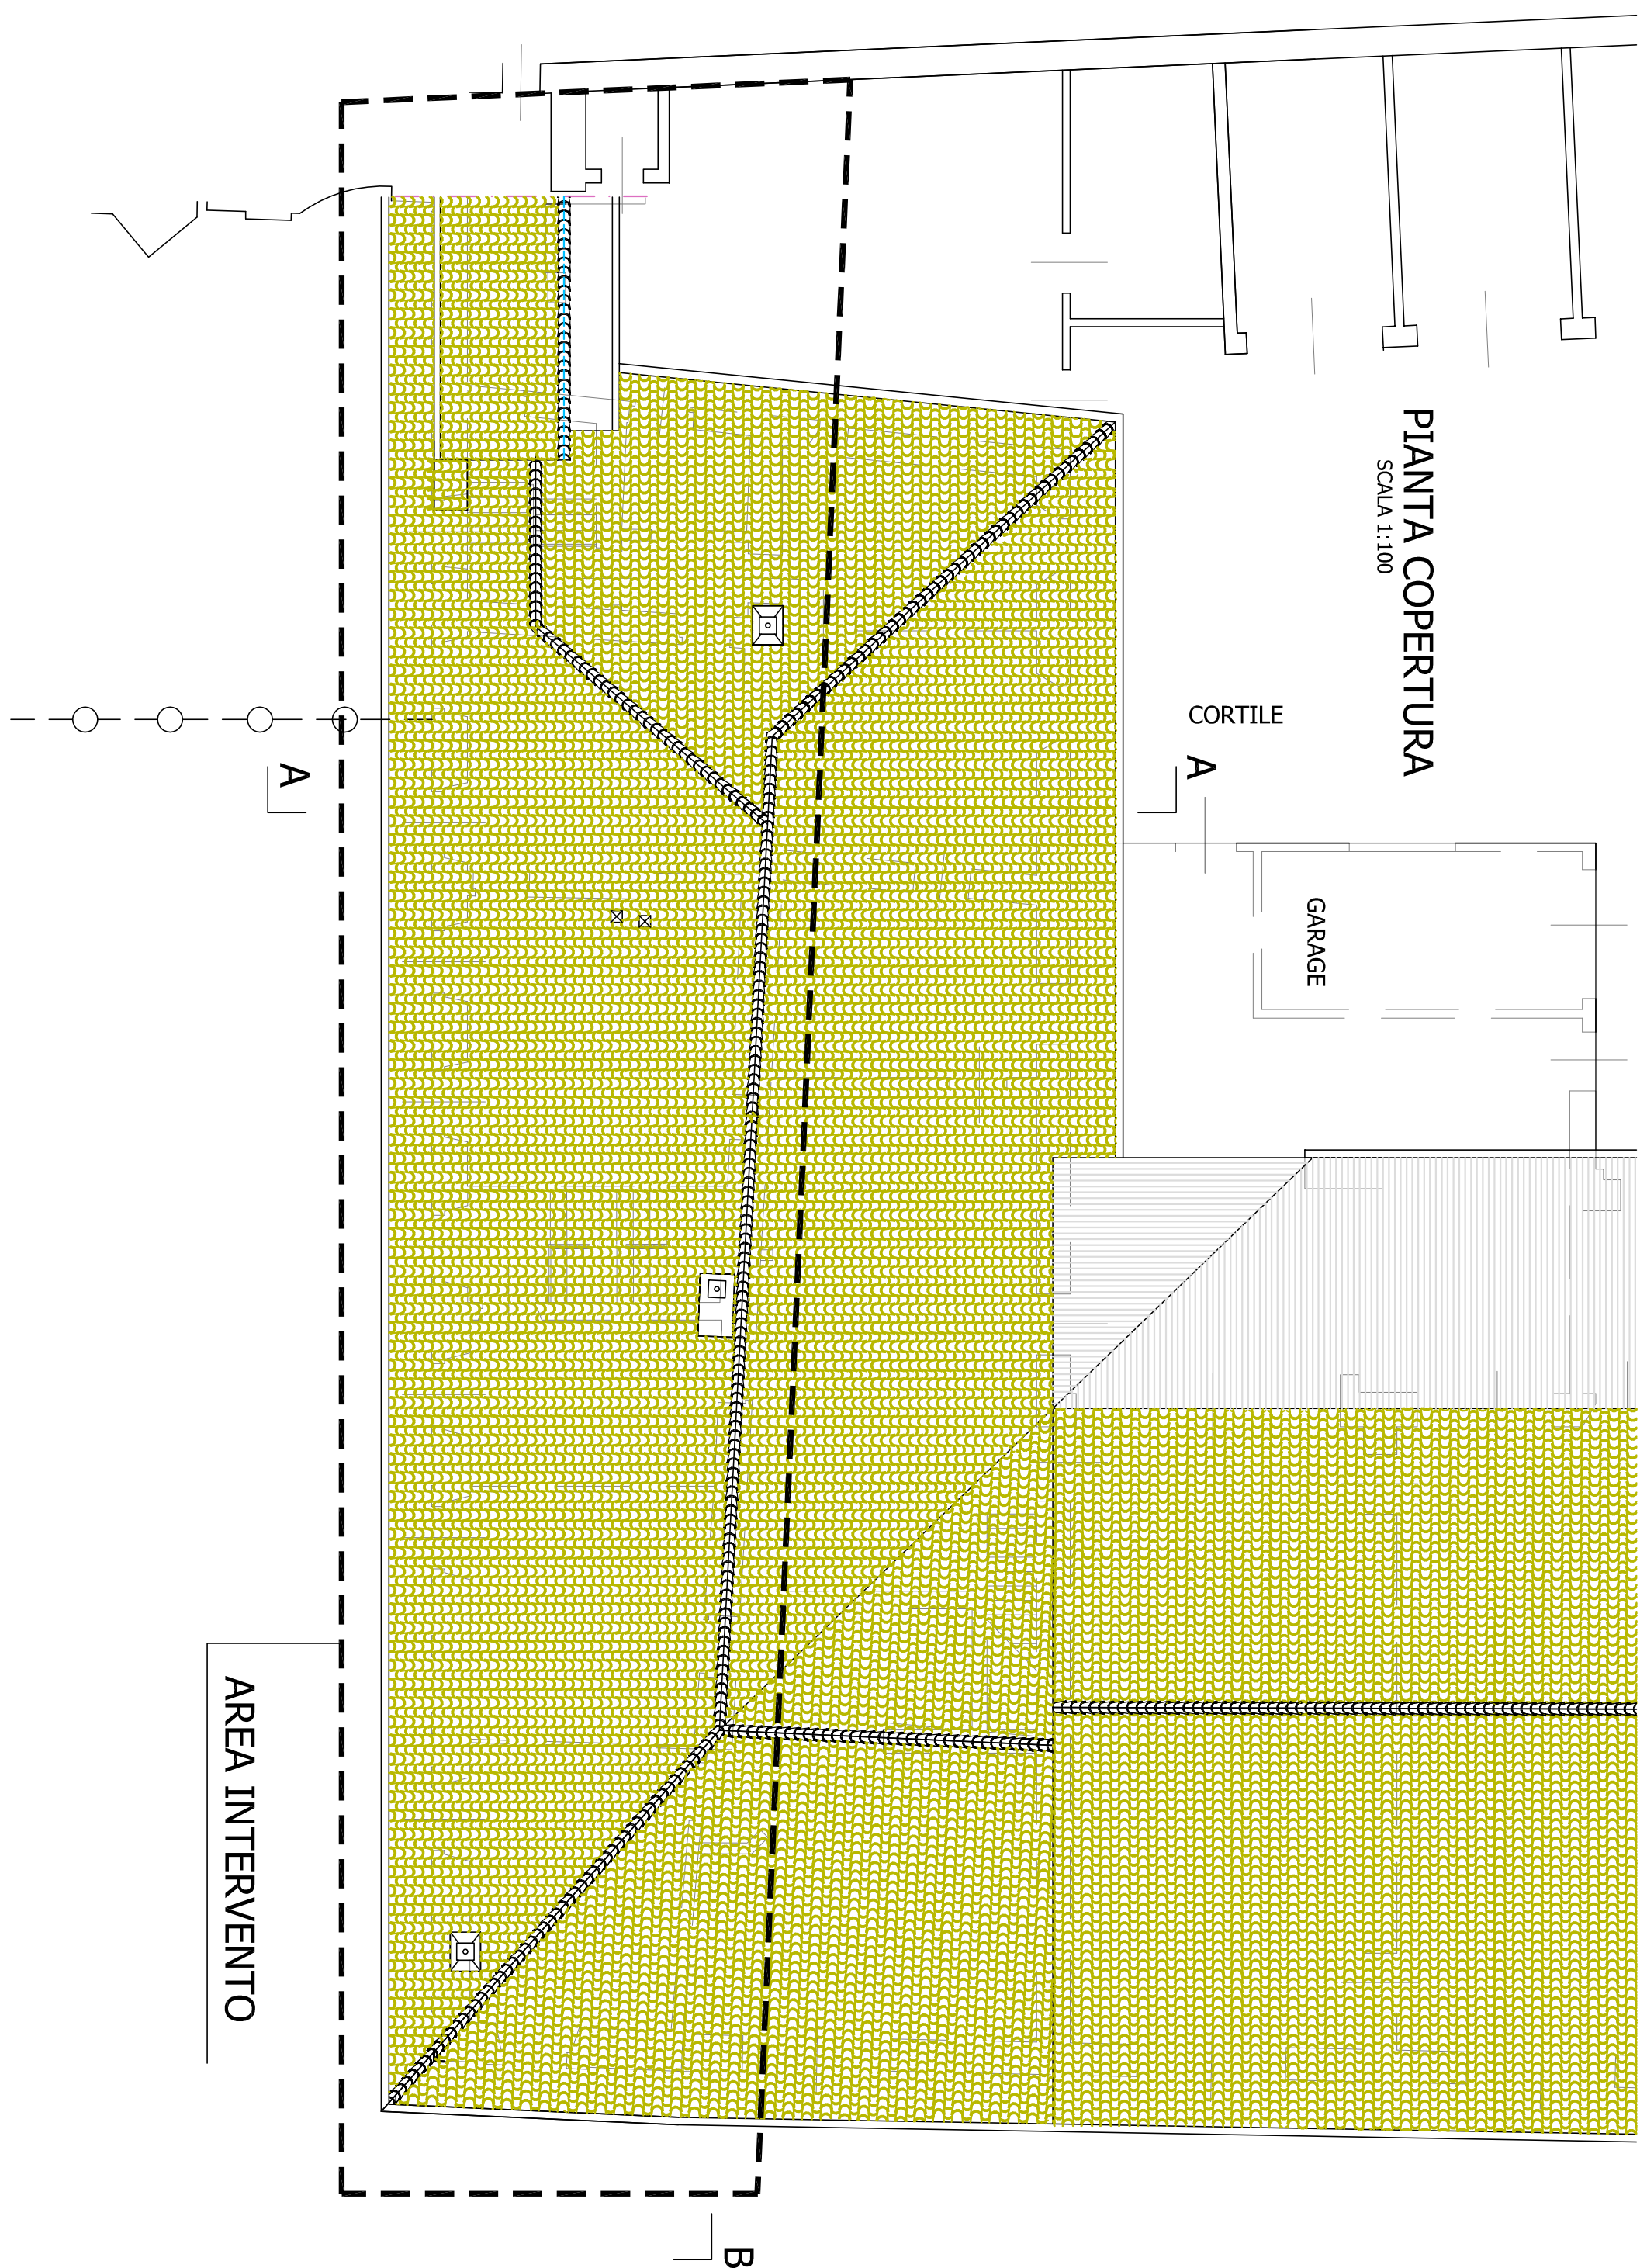 PIANTA COPERTURA
SCALA 1:100
CORTILE
A
A
GARAGE
AREA INTERVENTO
B